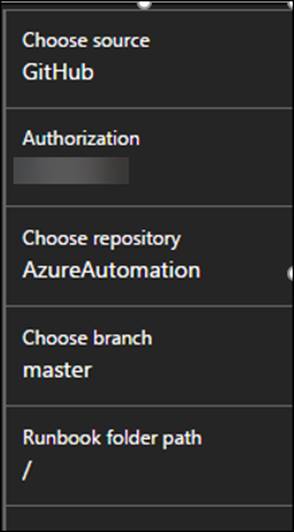 Choose source
GitHub
Authorization
Choose repository
AzureAutomation
Choose branch
master
Runbook folder path
/